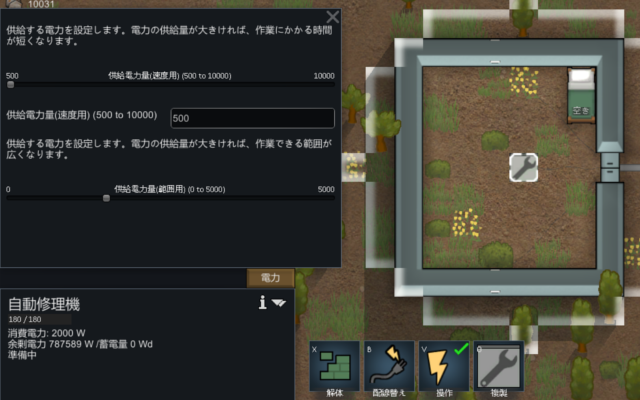 10031
供給する電力を設定します。電力の供給量が大きければ、作業にかかる時間
が短くなります。
500 供給電力量(速度用) (500 to 10000) 10000
供給電力量(速度用) (500 to 10000) 500
供給する電力を設定します。電力の供給量が大きければ、作業できる範囲が
広くなります。
0 供給電力量(範囲用) (0 to 5000) 5000
空き
電力
自動修理機
180 / 180
消費電力: 2000 W
余剰電力 787589 W /蓄電量 0 Wd
準備中
X B V
解体 配線替え 操作 複製